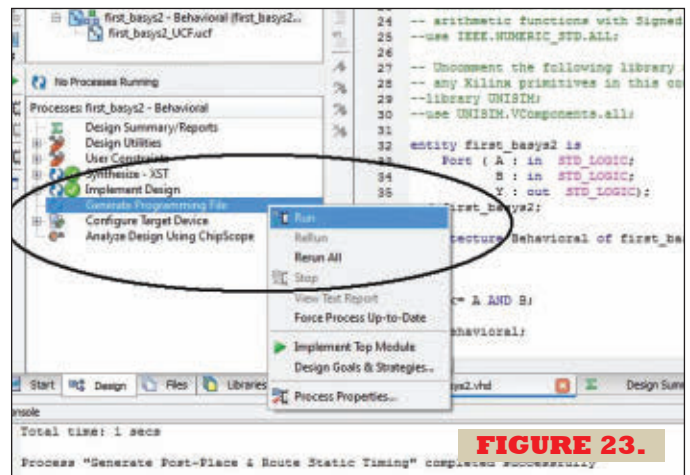 first_basys2 - Behavioral (first_basys2...
first_basys2_UCF.ucf
No Processes Running
Processes: first_basys2 - Behavioral
Design Summary/Reports
Design Utilities
User Constraints
Synthesize - XST
Implement Design
Generate Programming File
Configure Target Device
Analyze Design Using ChipScope
Run
ReRun
Rerun All
Stop
View Text Report
Force Process Up-to-Date
Implement Top Module
Design Goals & Strategies...
Process Properties...
24 -- arithmetic functions with Signed
25 --use IEEE.NUMERIC_STD.ALL;
26
27 -- Uncomment the following library
28 -- any Xilinx primitives in this
29 --library UNISIM;
30 --use UNISIM.VComponents.all;
31
32 entity first_basys2 is
33 Port ( A : in STD_LOGIC;
34 B : in STD_LOGIC;
35 Y : out STD_LOGIC);
first_basys2;
tecture Behavioral of first_ba
<= A AND B;
ehavioral;
Start Design Files Libraries
ys2.vhd Design Sum
nsole
Total time: 1 secs
Process "Generate Post-Place & Route Static Timing" completed successfully
FIGURE 23.